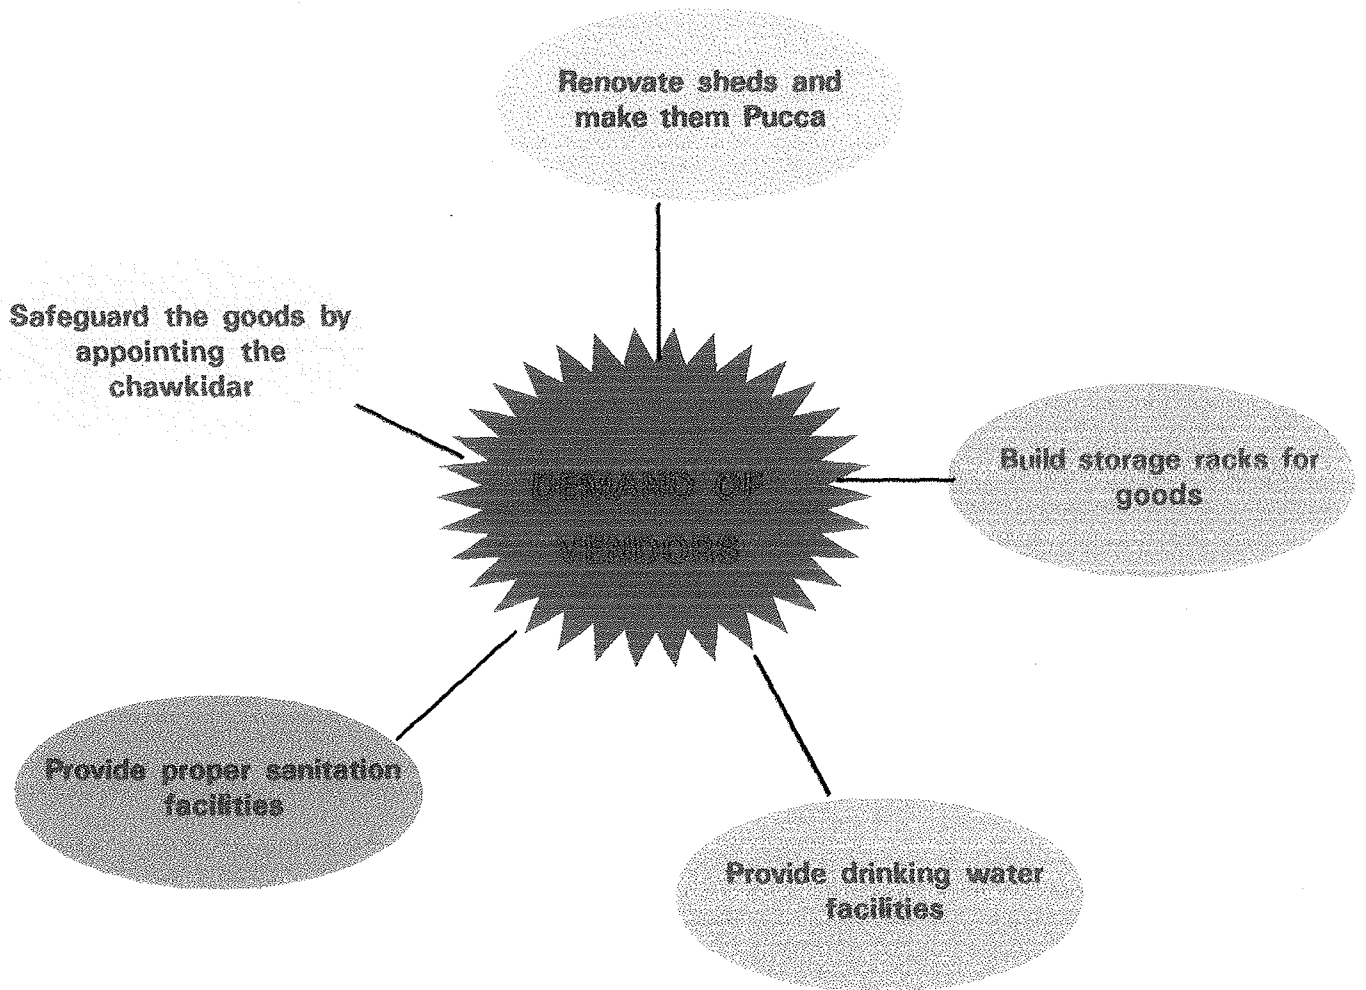 Renovate sheds and
make them Pucca
Safeguard the goods by
appointing the
chawkidar
DEMAND OF
VENDORS
Build storage racks for
goods
Provide proper sanitation
facilities
Provide drinking water
facilities